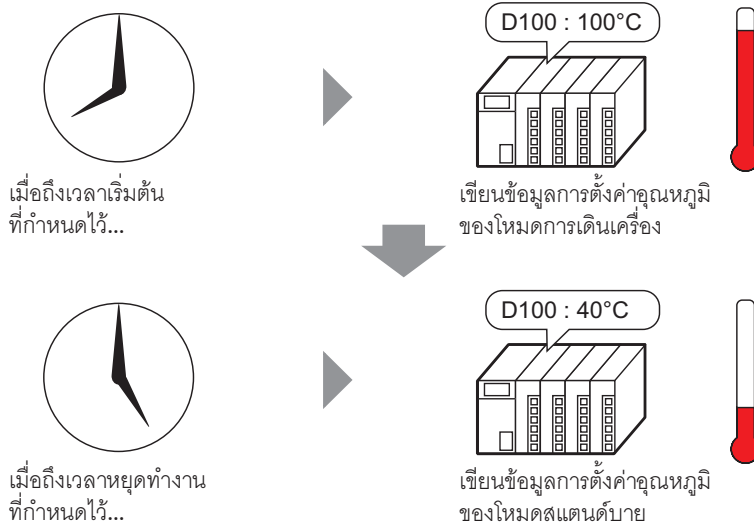 D100 : 100°C
เมื่อถึงเวลาเริ่มต้น
ที่กำหนดไว้...
เขียนข้อมูลการตั้งค่าอุณหภูมิ
ของโหมดการเดินเครื่อง
D100 : 40°C
เมื่อถึงเวลาหยุดทำงาน
ที่กำหนดไว้...
เขียนข้อมูลการตั้งค่าอุณหภูมิ
ของโหมดสแตนด์บาย